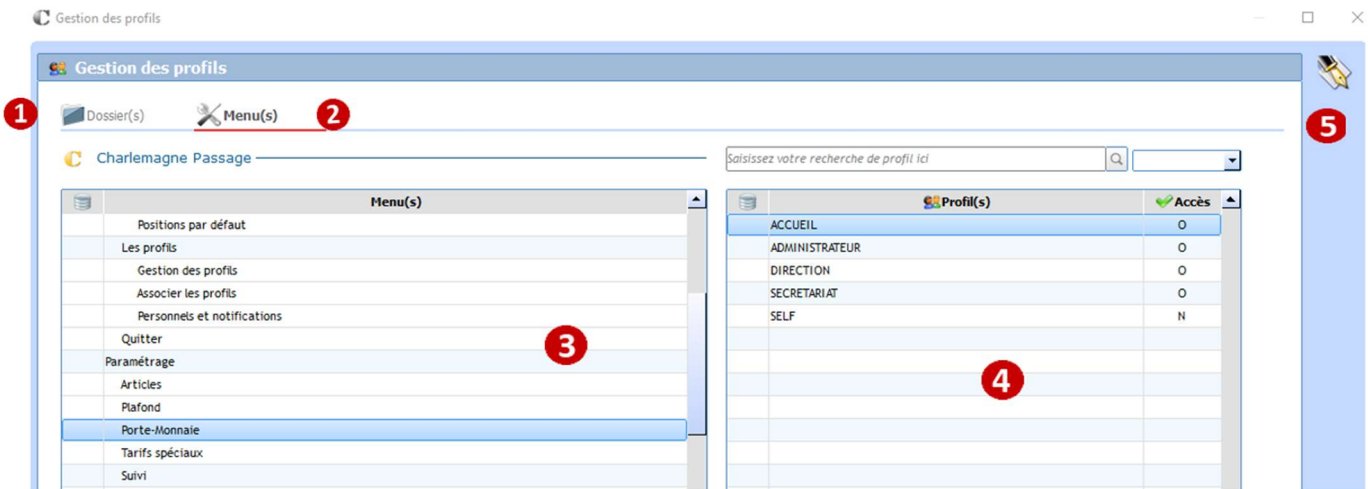 Gestion des profils
Gestion des profils
1 Dossier(s) Menu(s) 2
5
Charlemagne Passage
Saisissez votre recherche de profil ici
Menu(s)
Positions par défaut
Les profils
Gestion des profils
Associer les profils
Personnels et notifications
Quitter
3
Paramétrage
Articles
Plafond
Porte-Monnaie
Tarifs spéciaux
Suivi
Profil(s) Accès
ACCUEIL O
ADMINISTRATEUR O
DIRECTION O
SECRETARIAT O
SELF N
4